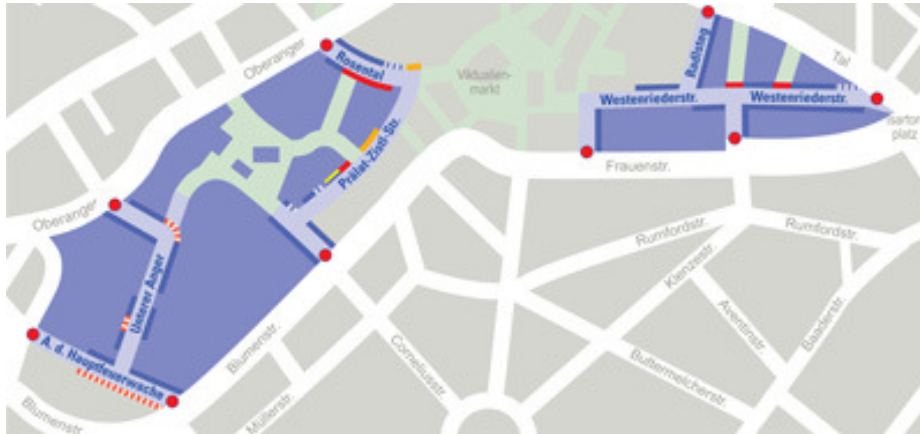 Oberanger
Rosental
Viktualien-
markt
Radlsteg
Tal
Westenriederstr.
Westenriederstr.
Isartor-
platz
Prälat-Zistl-Str.
Frauenstr.
Oberanger
Unterer Anger
A. d. Hauptfeuerwache
Blumenstr.
Blumenstr.
Müllerstr.
Corneliusstr.
Rumfordstr.
Rumfordstr.
Klenzestr.
Aventinstr.
Baaderstr.
Buttermelcherstr.